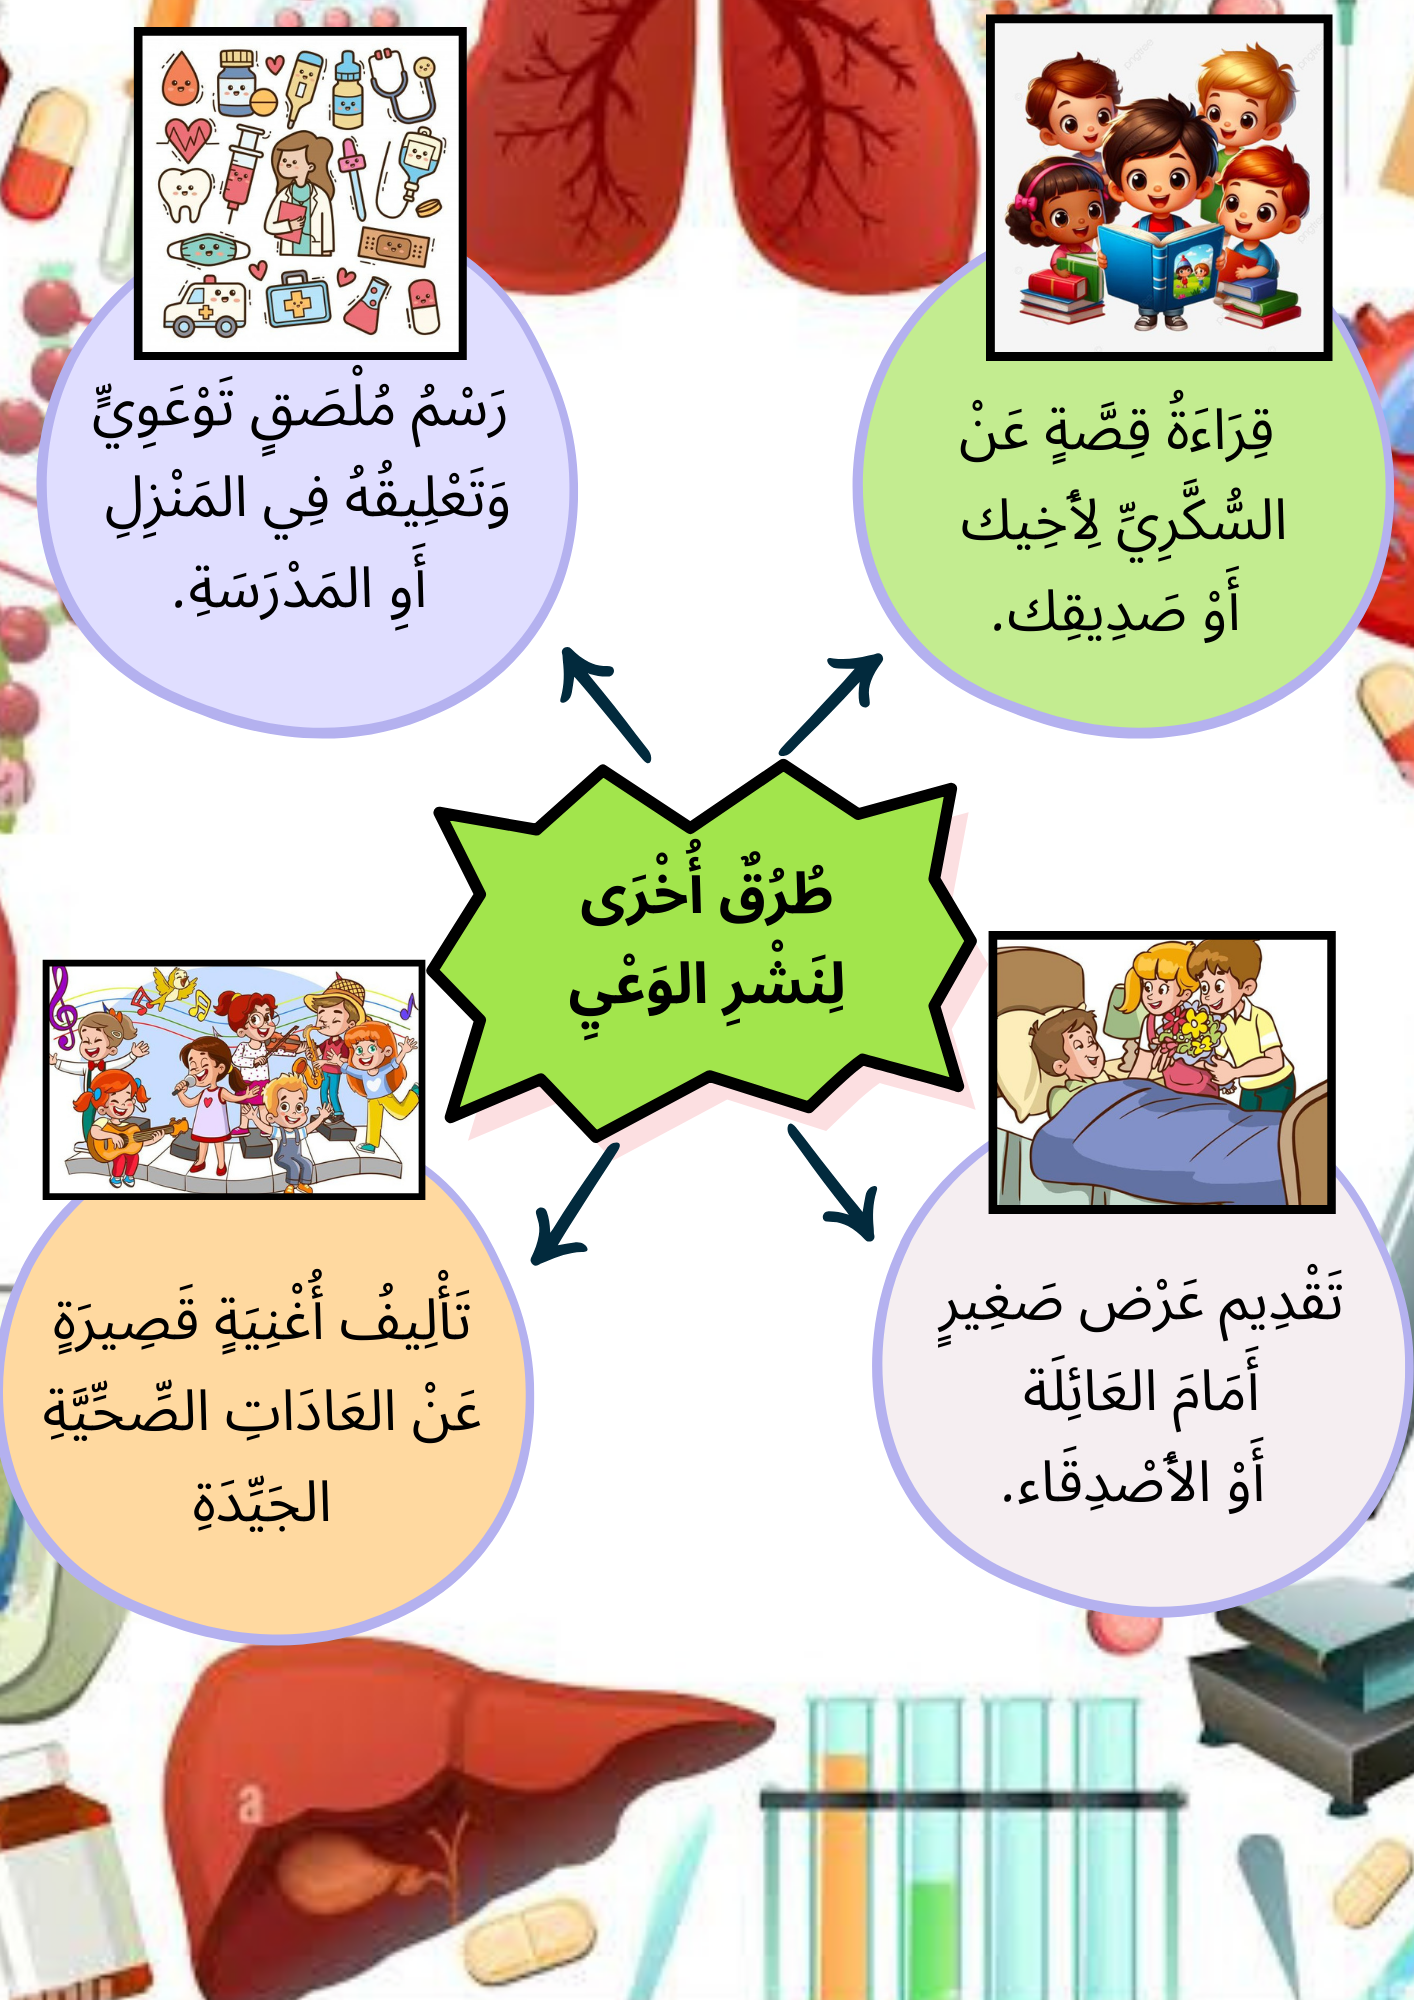 قِرَاءَةُ قِصَّةٍ عَنْ
السُّكَّرِيِّ لِأَخِيك
أَوْ صَدِيقِك.
رَسْمُ مُلْصَقٍ تَوْعَوِيٍّ
وَتَعْلِيقُهُ فِي المَنْزِلِ
أَوِ المَدْرَسَةِ.
طُرُقٌ أُخْرَى
لِنَشْرِ الوَعْيِ
تَقْدِيم عَرْض صَغِيرٍ
أَمَامَ العَائِلَة
أَوْ الأَصْدِقَاء.
تَأْلِيفُ أُغْنِيَةٍ قَصِيرَةٍ
عَنْ العَادَاتِ الصِّحِّيَّةِ
الجَيِّدَةِ
a